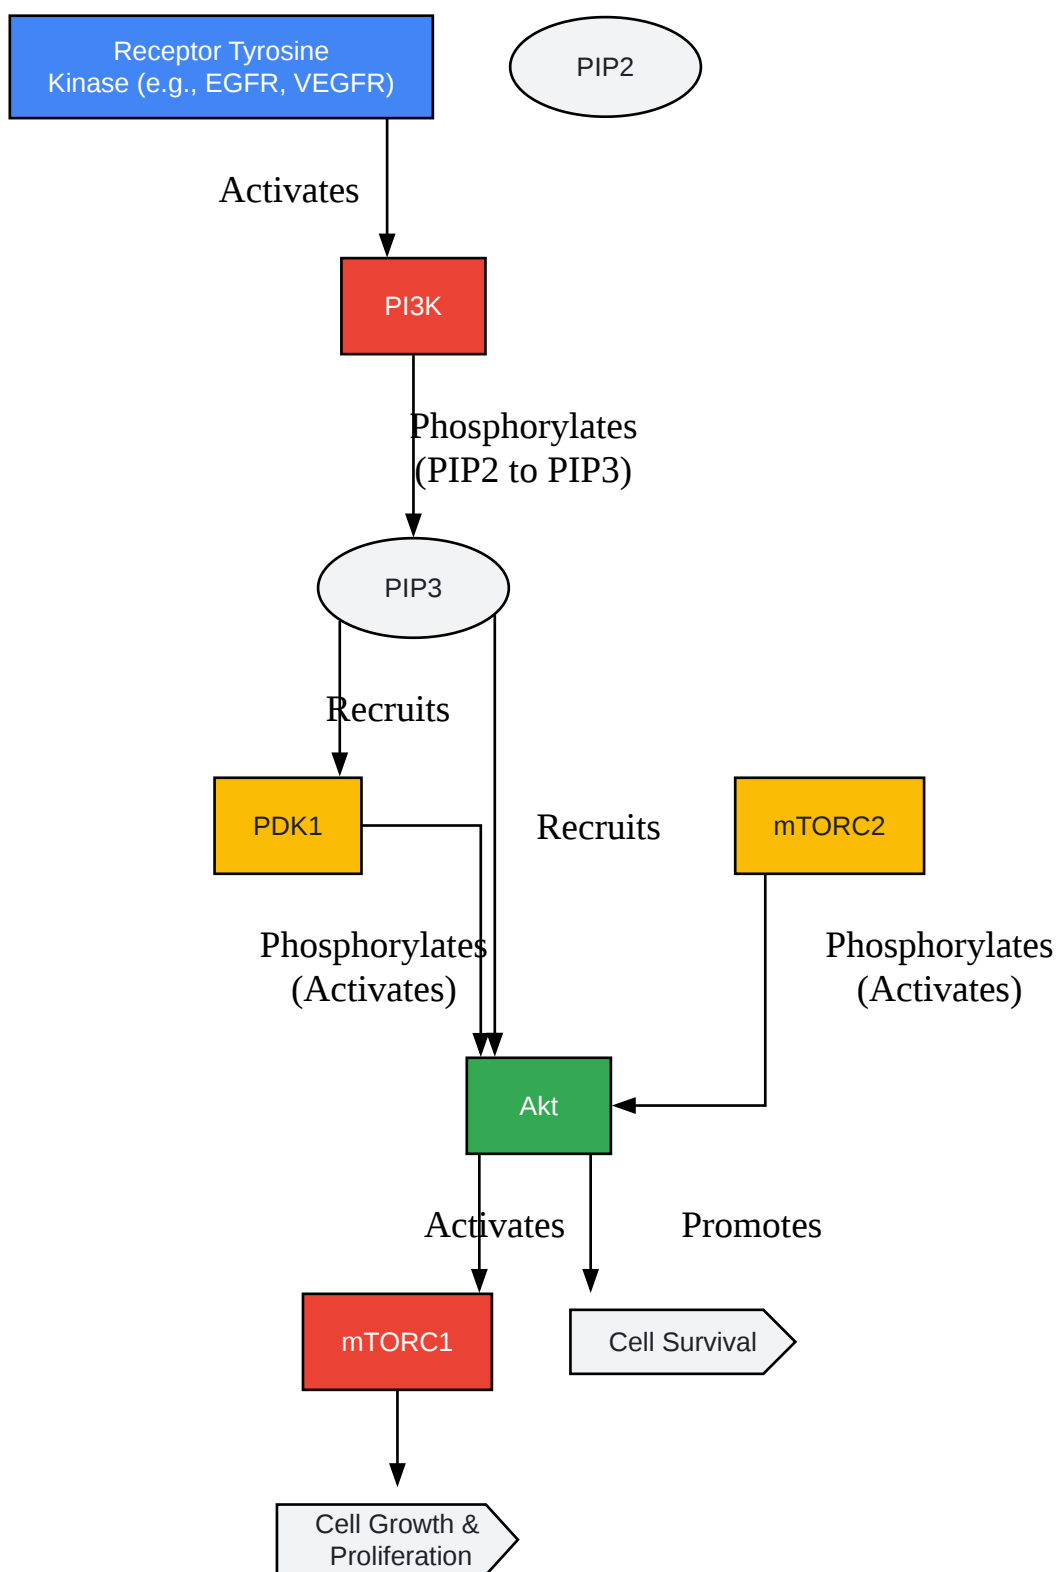 Receptor Tyrosine
Kinase (e.g., EGFR, VEGFR)
PIP2
Activates
PI3K
Phosphorylates
(PIP2 to PIP3)
PIP3
Recruits
PDK1
Recruits
mTORC2
Phosphorylates
(Activates)
Phosphorylates
(Activates)
Akt
Activates
Promotes
mTORC1
Cell Survival
Cell Growth &
Proliferation